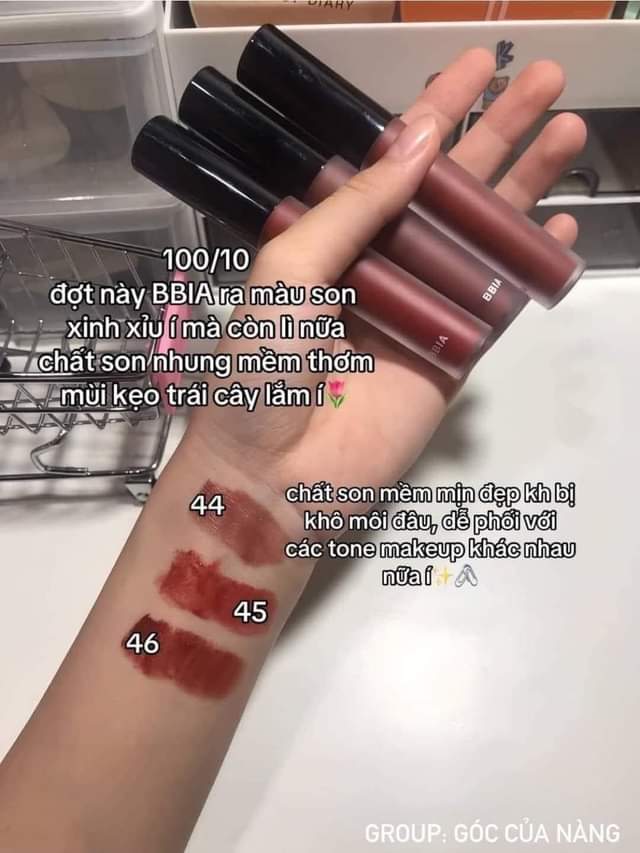 DIARY
100/10
đợt này BBIA ra màu son
xinh xỉu í mà còn lì nữa
chất son nhung mềm thơm
mùi kẹo trái cây lắm í🌷
BBIA
BIA
44
chất son mềm mịn đẹp kh bị
khô môi đâu, dễ phối với
các tone makeup khác nhau
nữa í✨🖇️
45
46
GROUP: GÓC CỦA NÀNG